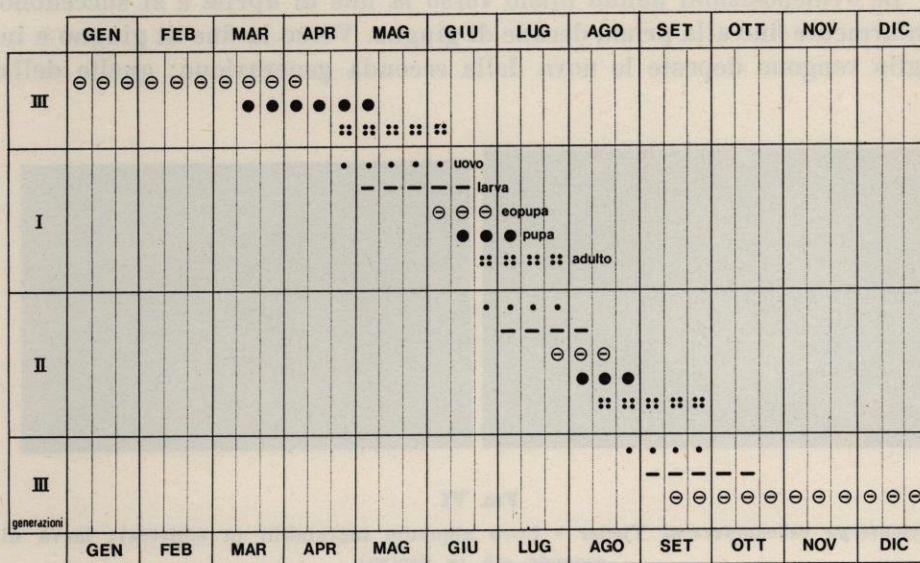 GEN FEB MAR APR MAG GIU LUG AGO SET OTT NOV DIC
III
uovo
larva
eopupa
I
pupa
adulto
II
III
generazioni
GEN FEB MAR APR MAG GIU LUG AGO SET OTT NOV DIC